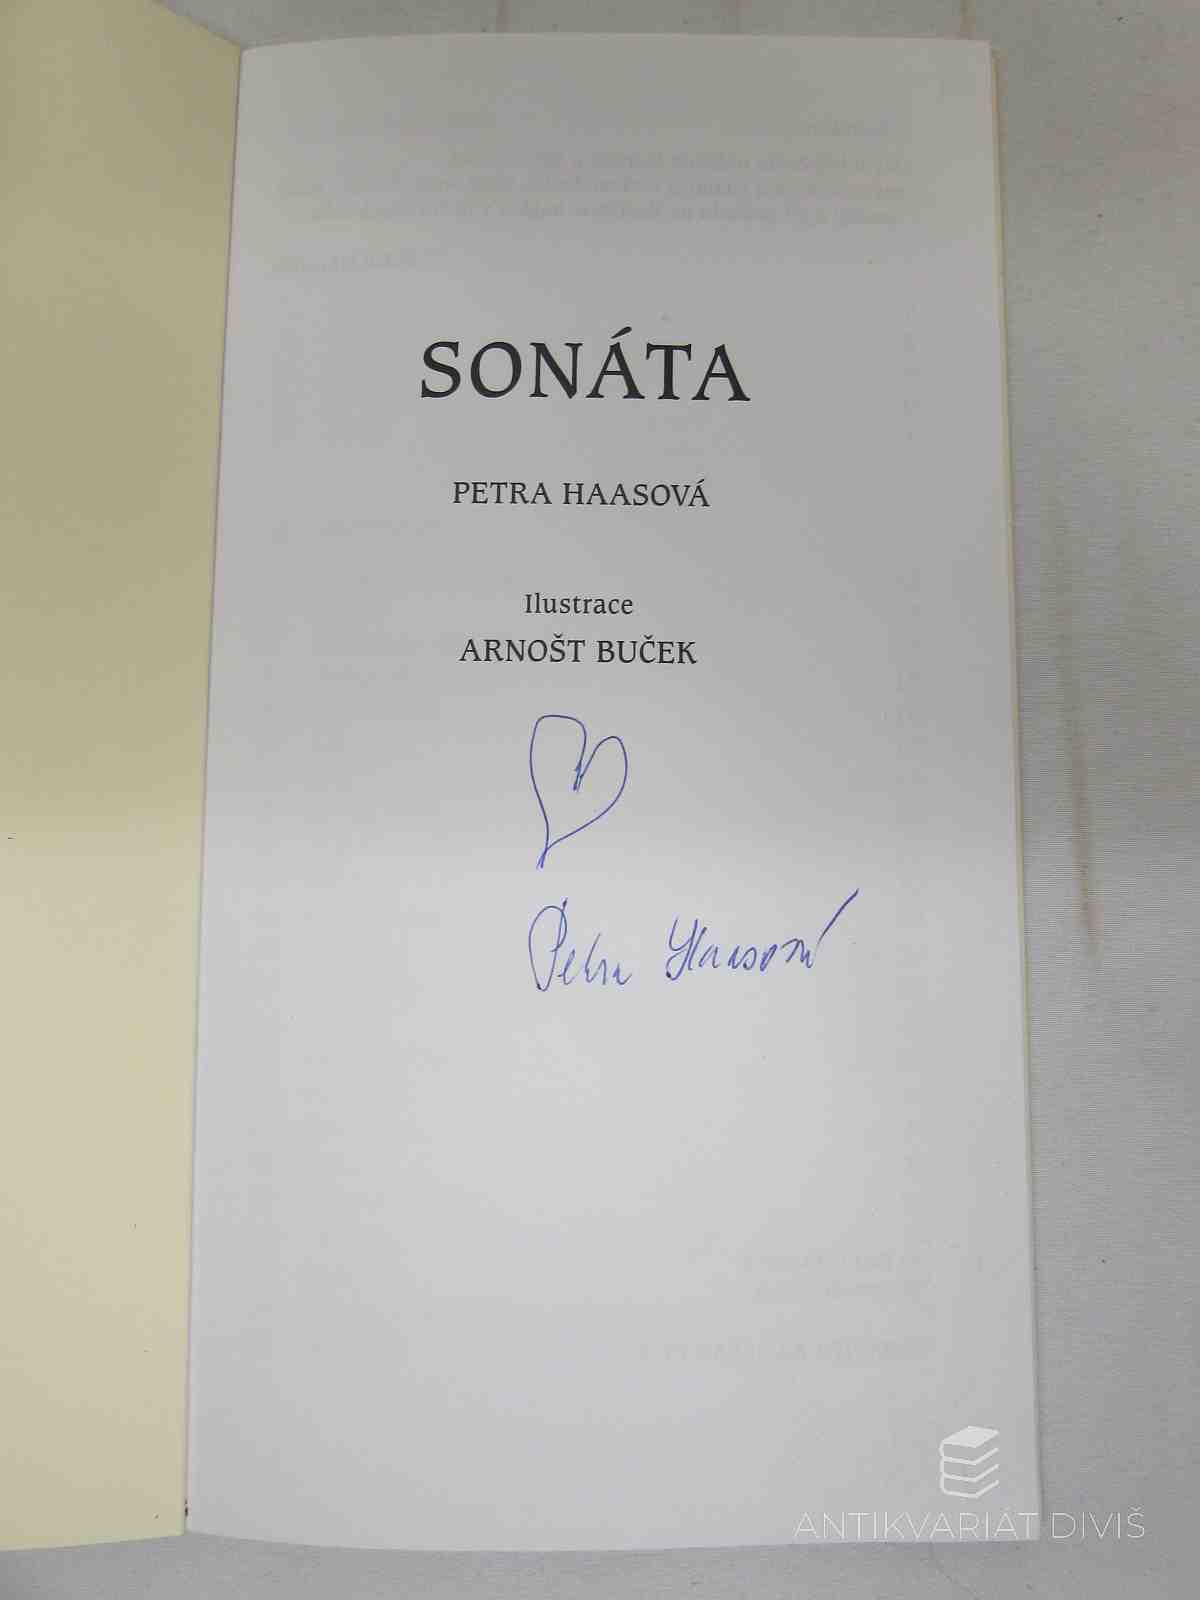 SONÁTA
PETRA HAASOVÁ
Ilustrace
ARNOŠT BUČEK
Petra Haasová
ANTIKVARIÁT DIVIŠ